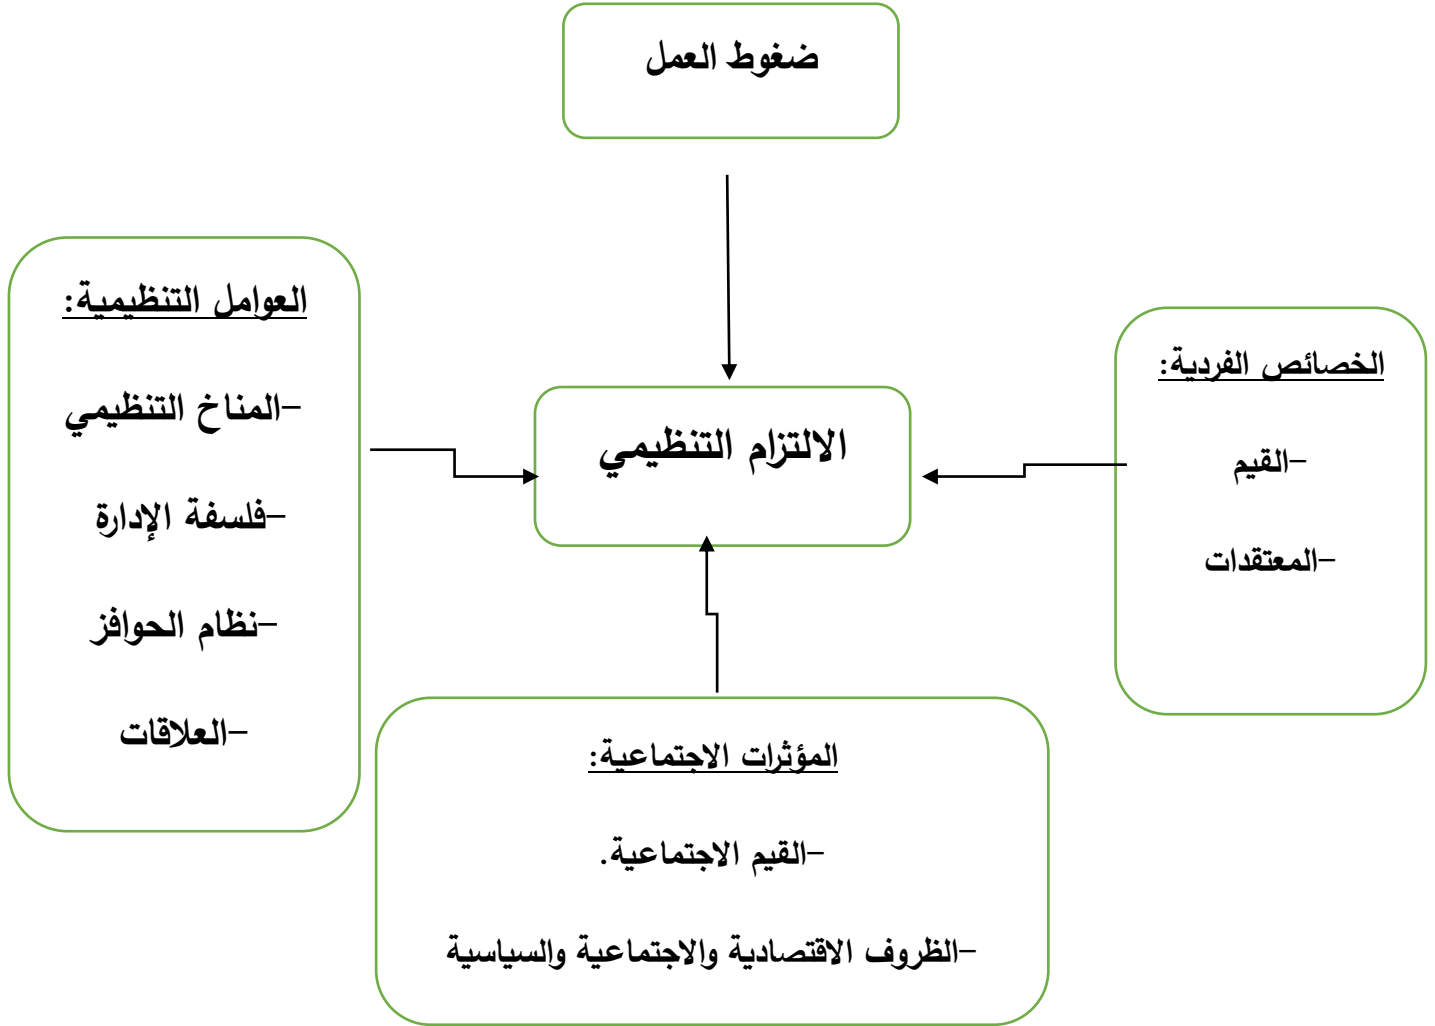 ضغوط العمل
الخصائص الفردية:
-القيم
-المعتقدات
الالتزام التنظيمي
العوامل التنظيمية:
-المناخ التنظيمي
-فلسفة الإدارة
-نظام الحوافز
-العلاقات
المؤثرات الاجتماعية:
-القيم الاجتماعية.
-الظروف الاقتصادية والاجتماعية والسياسية